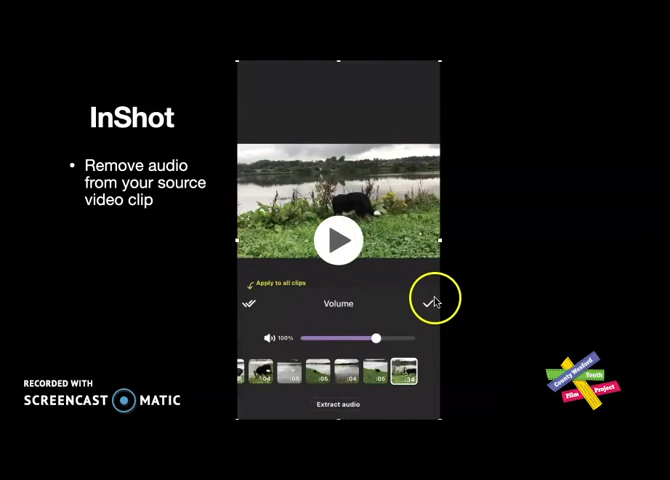 InShot
• Remove audio
from your source
video clip
Apply to all clips
Volume
100%
:04
:05
:05
:04
:05
:34
Extract audio
RECORDED WITH
SCREENCAST MATIC
County Wexford
Youth
Film Project